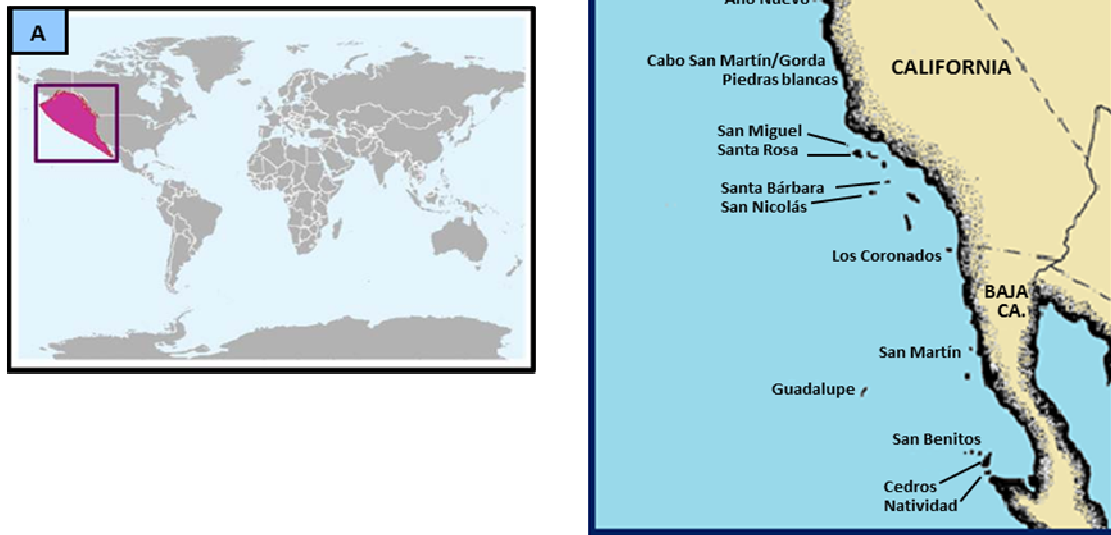 A
Año Nuevo
Cabo San Martín/Gorda
Piedras blancas
CALIFORNIA
San Miguel
Santa Rosa
Santa Bárbara
San Nicolás
Los Coronados
BAJA
CA.
San Martín
Guadalupe
San Benitos
Cedros
Natividad